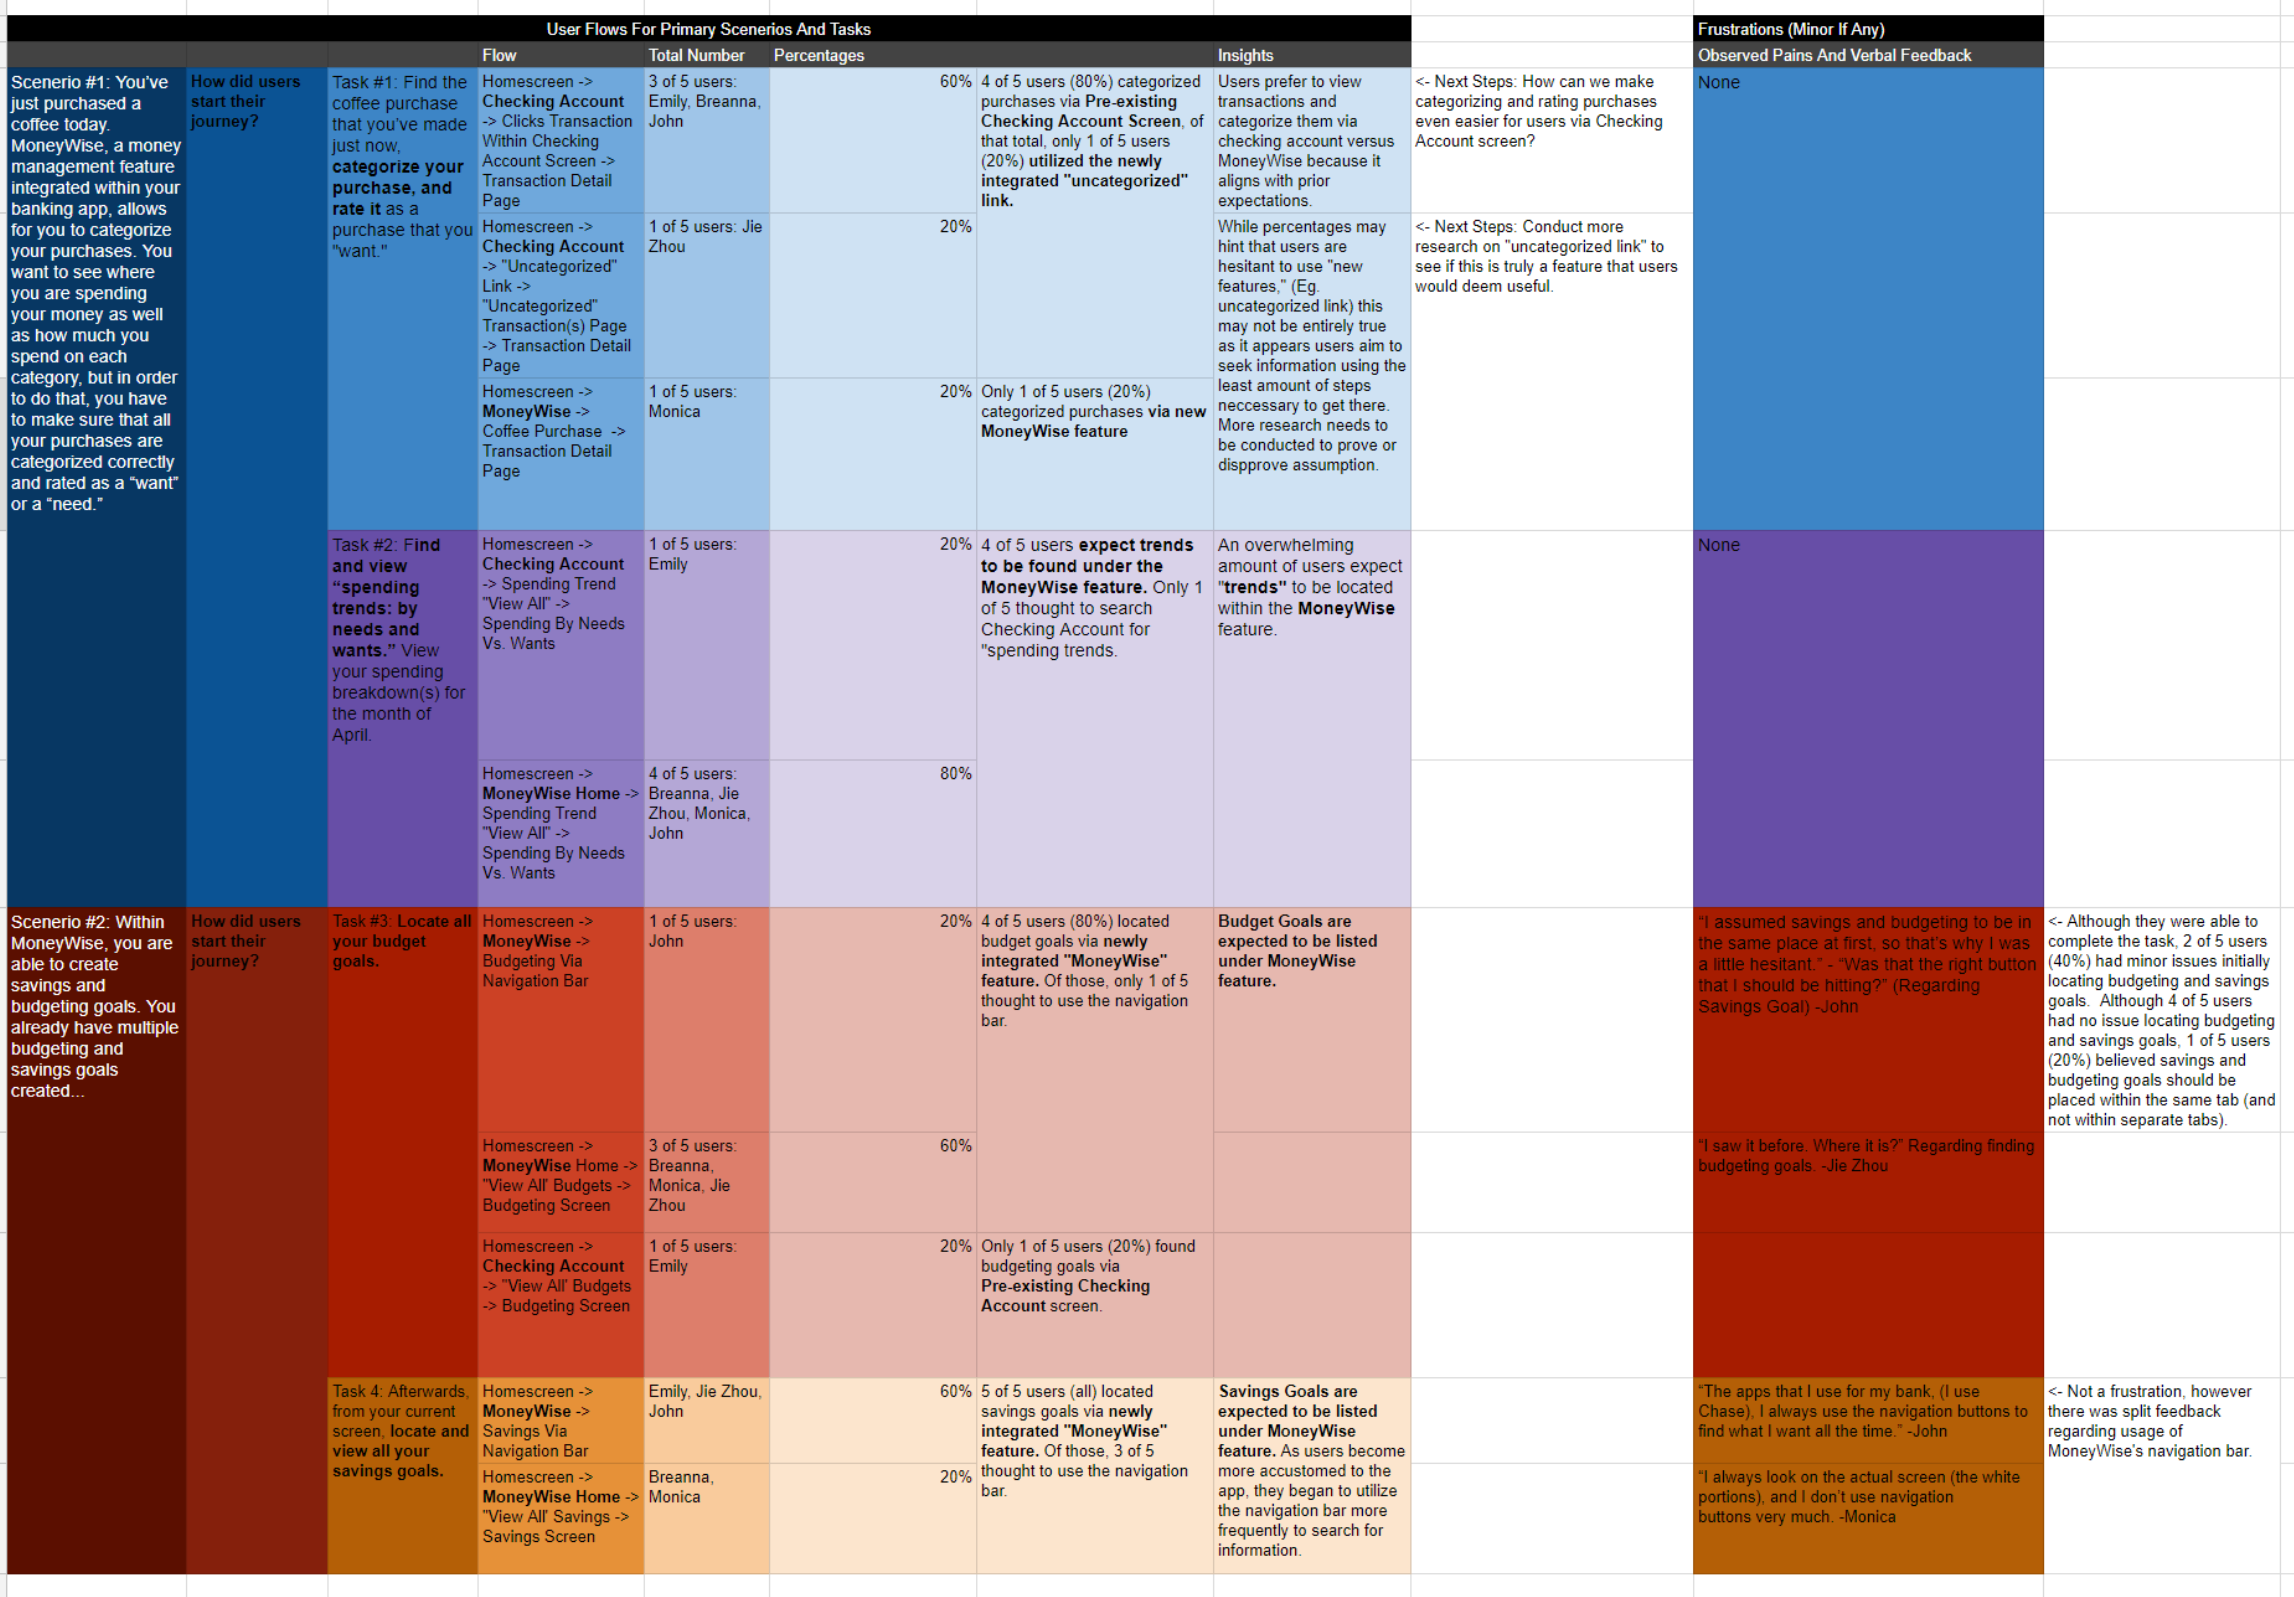 User Flows For Primary Scenerios And Tasks
Frustrations (Minor If Any)
Flow
Total Number
Percentages
Insights
Observed Pains And Verbal Feedback
Scenerio #1: You've
just purchased a
coffee today.
MoneyWise, a money
management feature
integrated within your
banking app, allows
for you to categorize
your purchases. You
want to see where
you are spending
your money as well
as how much you
spend on each
category, but in order
to do that, you have
to make sure that all
your purchases are
categorized correctly
and rated as a “want”
or a “need.”
How did users
start their
journey?
Task #1: Find the
coffee purchase
that you've made
just now,
categorize your
purchase, and
rate it as a
purchase that you
"want."
Homescreen ->
Checking Account
-> Clicks Transaction
Within Checking
Account Screen ->
Transaction Detail
Page
3 of 5 users:
Emily, Breanna,
John
60%
4 of 5 users (80%) categorized
purchases via Pre-existing
Checking Account Screen, of
that total, only 1 of 5 users
(20%) utilized the newly
integrated "uncategorized"
link.
Users prefer to view
transactions and
categorize them via
checking account versus
MoneyWise because it
aligns with prior
expectations.
<- Next Steps: How can we make
categorizing and rating purchases
even easier for users via Checking
Account screen?
None
Homescreen ->
Checking Account
-> "Uncategorized"
Link ->
"Uncategorized"
Transaction(s) Page
-> Transaction Detail
Page
1 of 5 users: Jie
Zhou
20%
While percentages may
hint that users are
hesitant to use "new
features," (Eg.
uncategorized link) this
may not be entirely true
as it appears users aim to
seek information using the
least amount of steps
neccessary to get there.
More research needs to
be conducted to prove or
dispprove assumption.
<- Next Steps: Conduct more
research on "uncategorized link" to
see if this is truly a feature that users
would deem useful.
Homescreen ->
MoneyWise ->
Coffee Purchase ->
Transaction Detail
Page
1 of 5 users:
Monica
20%
Only 1 of 5 users (20%)
categorized purchases via new
MoneyWise feature
Task #2: Find
and view
“spending
trends: by
needs and
wants.” View
your spending
breakdown(s) for
the month of
April.
Homescreen ->
Checking Account
-> Spending Trend
"View All" ->
Spending By Needs
Vs. Wants
1 of 5 users:
Emily
20%
4 of 5 users expect trends
to be found under the
MoneyWise feature. Only 1
of 5 thought to search
Checking Account for
"spending trends.
An overwhelming
amount of users expect
"trends" to be located
within the MoneyWise
feature.
None
Homescreen ->
MoneyWise Home ->
Spending Trend
"View All" ->
Spending By Needs
Vs. Wants
4 of 5 users:
Breanna, Jie
Zhou, Monica,
John
80%
Scenerio #2: Within
MoneyWise, you are
able to create
savings and
budgeting goals. You
already have multiple
budgeting and
savings goals
created...
How did users
start their
journey?
Task #3: Locate all
your budget
goals.
Homescreen ->
MoneyWise ->
Budgeting Via
Navigation Bar
1 of 5 users:
John
20%
4 of 5 users (80%) located
budget goals via newly
integrated "MoneyWise"
feature. Of those, only 1 of 5
thought to use the navigation
bar.
Budget Goals are
expected to be listed
under MoneyWise
feature.
“I assumed savings and budgeting to be in
the same place at first, so that's why I was
a little hesitant.” - “Was that the right button
that I should be hitting?” (Regarding
Savings Goal) -John
<- Although they were able to
complete the task, 2 of 5 users
(40%) had minor issues initially
locating budgeting and savings
goals. Although 4 of 5 users
had no issue locating budgeting
and savings goals, 1 of 5 users
(20%) believed savings and
budgeting goals should be
placed within the same tab (and
not within separate tabs).
Homescreen ->
MoneyWise Home ->
"View All' Budgets ->
Budgeting Screen
3 of 5 users:
Breanna,
Monica, Jie
Zhou
60%
“I saw it before. Where it is?” Regarding finding
budgeting goals. -Jie Zhou
Homescreen ->
Checking Account
-> "View All' Budgets
-> Budgeting Screen
1 of 5 users:
Emily
20%
Only 1 of 5 users (20%) found
budgeting goals via
Pre-existing Checking
Account screen.
Task 4: Afterwards,
from your current
screen, locate and
view all your
savings goals.
Homescreen ->
MoneyWise ->
Savings Via
Navigation Bar
Emily, Jie Zhou,
John
60%
5 of 5 users (all) located
savings goals via newly
integrated "MoneyWise"
feature. Of those, 3 of 5
thought to use the navigation
bar.
Savings Goals are
expected to be listed
under MoneyWise
feature. As users become
more accustomed to the
app, they began to utilize
the navigation bar more
frequently to search for
information.
“The apps that I use for my bank, (I use
Chase), I always use the navigation buttons to
find what I want all the time.” -John
<- Not a frustration, however
there was split feedback
regarding usage of
MoneyWise's navigation bar.
Homescreen ->
MoneyWise Home ->
"View All' Savings ->
Savings Screen
Breanna,
Monica
20%
“I always look on the actual screen (the white
portions), and I don't use navigation
buttons very much. -Monica